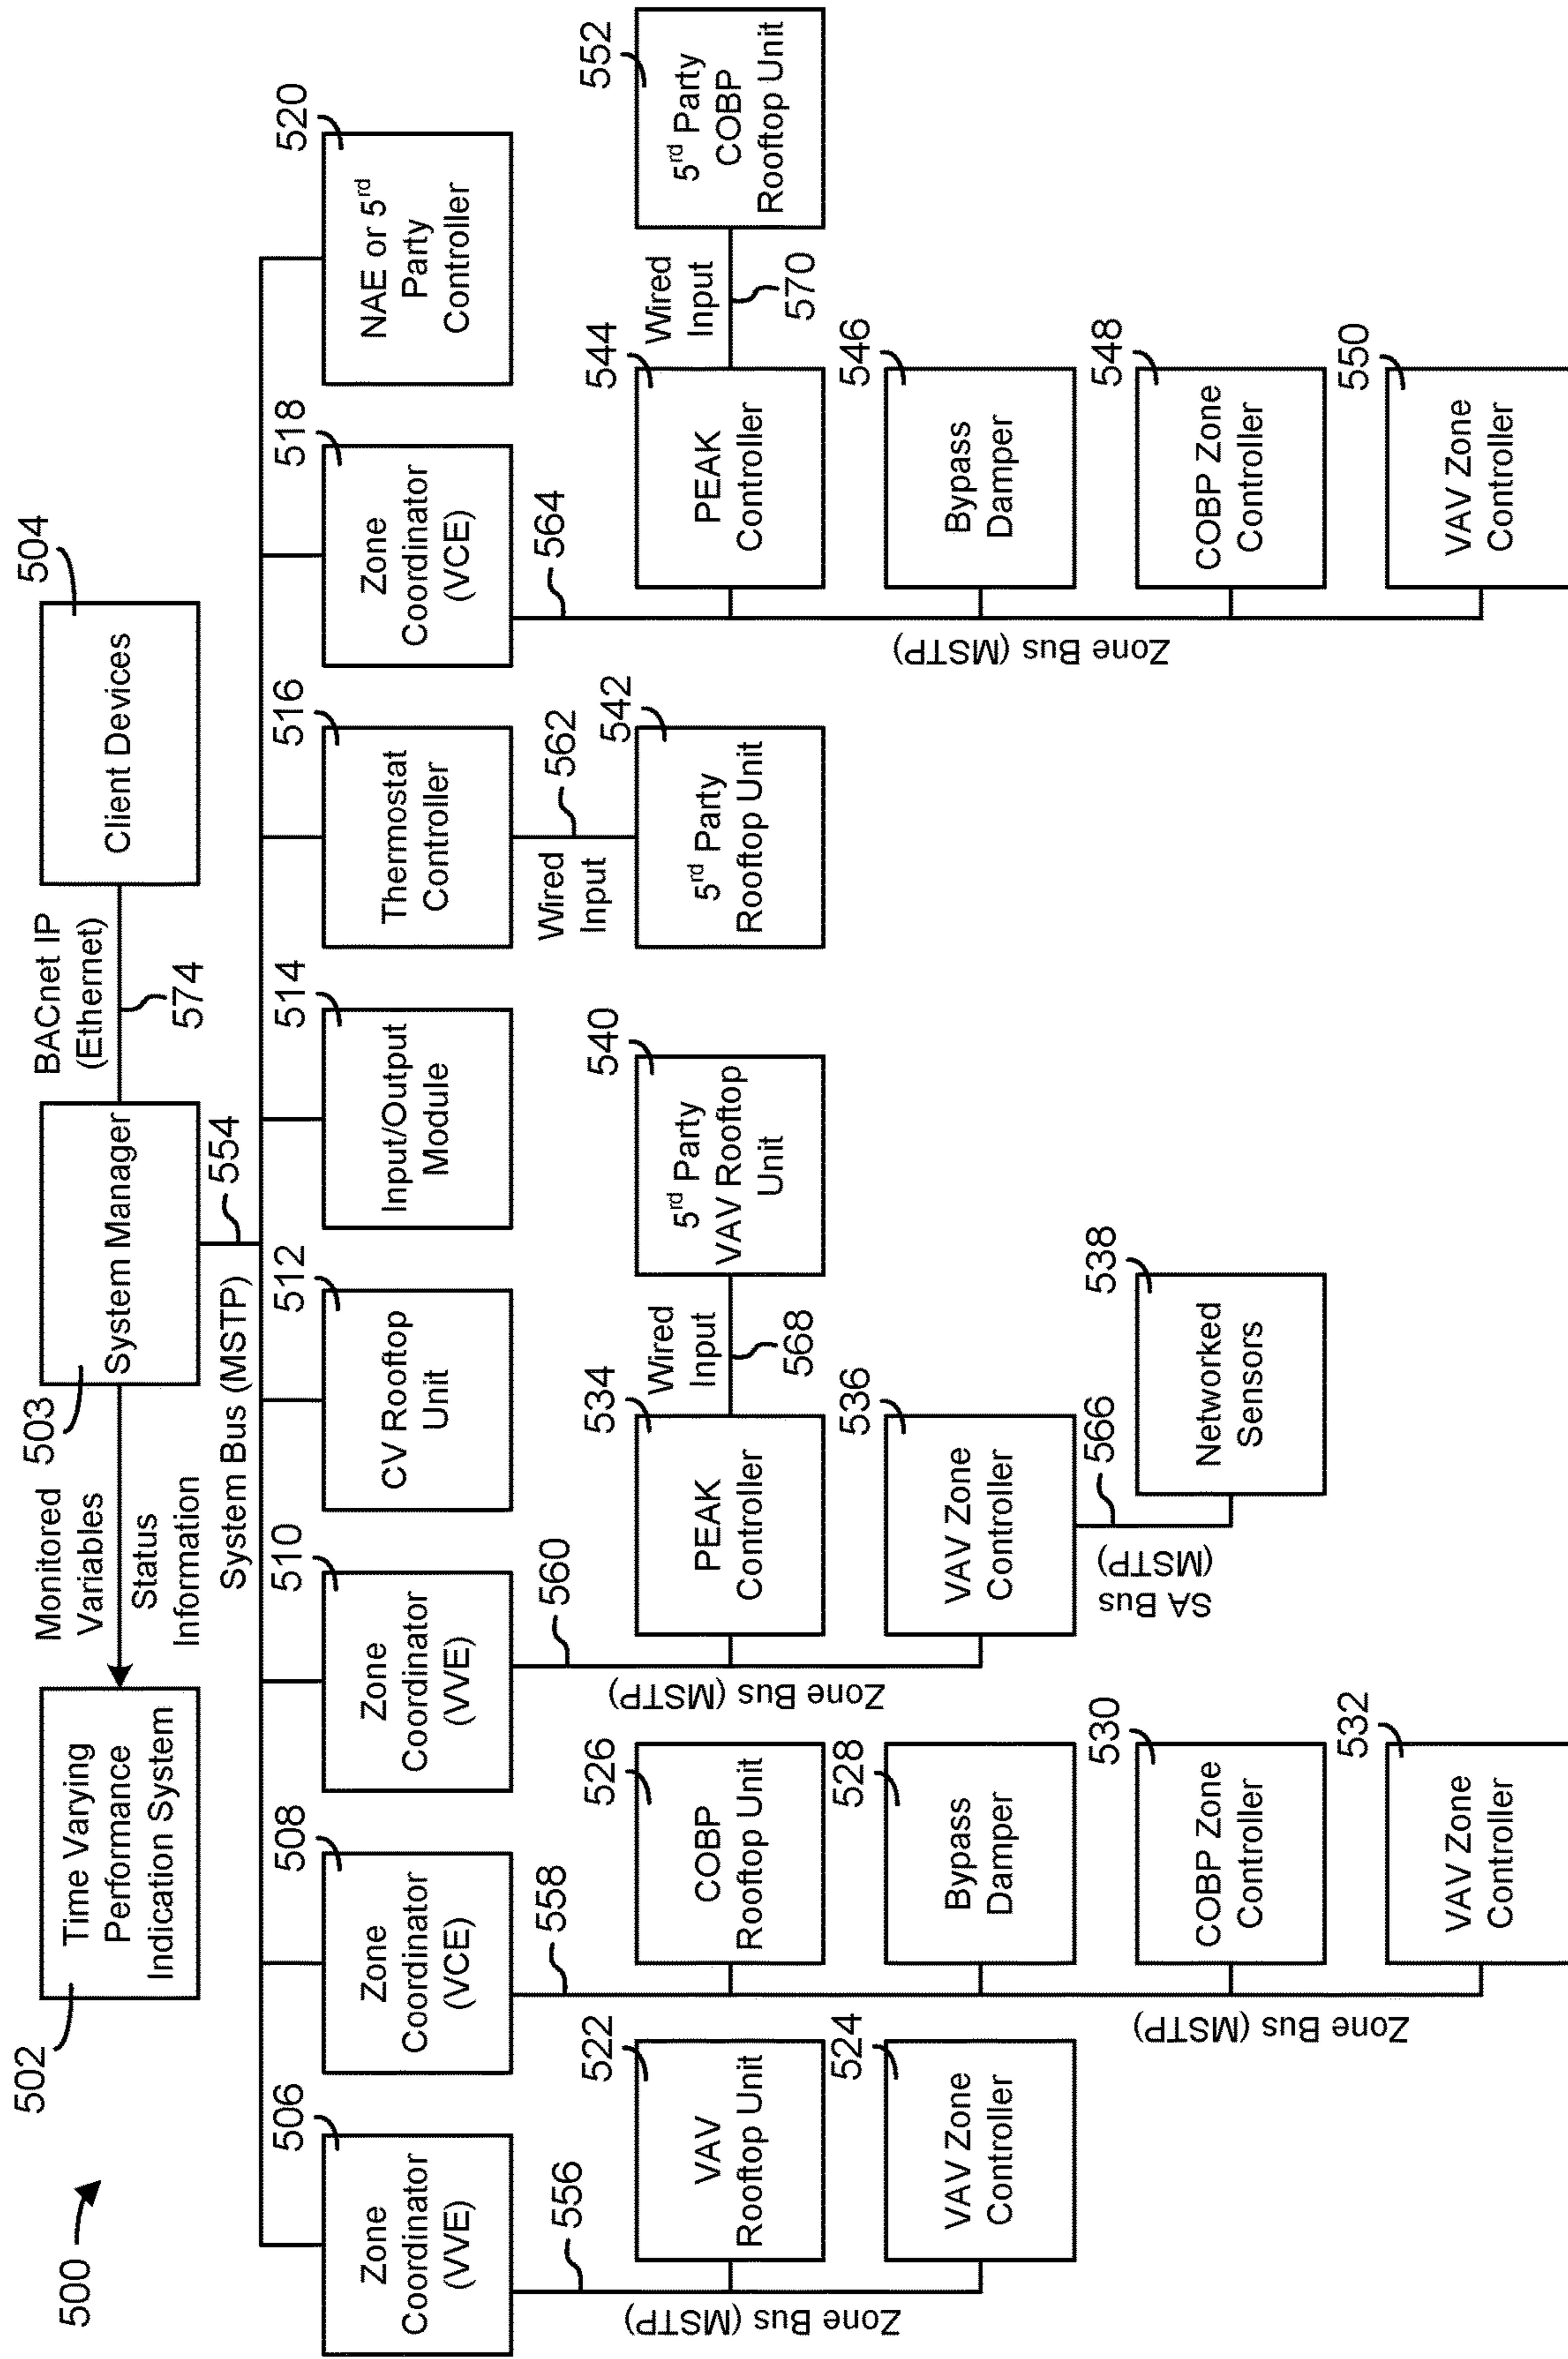 500
502
Time Varying
Performance
Indication System
Monitored
Variables
Status
Information
503
System Manager
BACnet IP
(Ethernet)
574
504
Client Devices
System Bus (MSTP)
554
506
Zone
Coordinator
(VVE)
508
Zone
Coordinator
(VCE)
510
Zone
Coordinator
(VVE)
512
CV Rooftop
Unit
514
Input/Output
Module
516
Thermostat
Controller
518
Zone
Coordinator
(VCE)
520
NAE or 5rd
Party
Controller
556
Zone Bus (MSTP)
522
VAV
Rooftop Unit
524
VAV Zone
Controller
558
Zone Bus (MSTP)
526
COBP
Rooftop Unit
528
Bypass
Damper
530
COBP Zone
Controller
532
VAV Zone
Controller
560
Zone Bus (MSTP)
534
PEAK
Controller
Wired
Input
568
540
5rd Party
VAV Rooftop
Unit
536
VAV Zone
Controller
SA Bus
(MSTP)
566
538
Networked
Sensors
Wired
Input
562
542
5rd Party
Rooftop Unit
564
Zone Bus (MSTP)
544
PEAK
Controller
Wired
Input
570
552
5rd Party
COBP
Rooftop Unit
546
Bypass
Damper
548
COBP Zone
Controller
550
VAV Zone
Controller